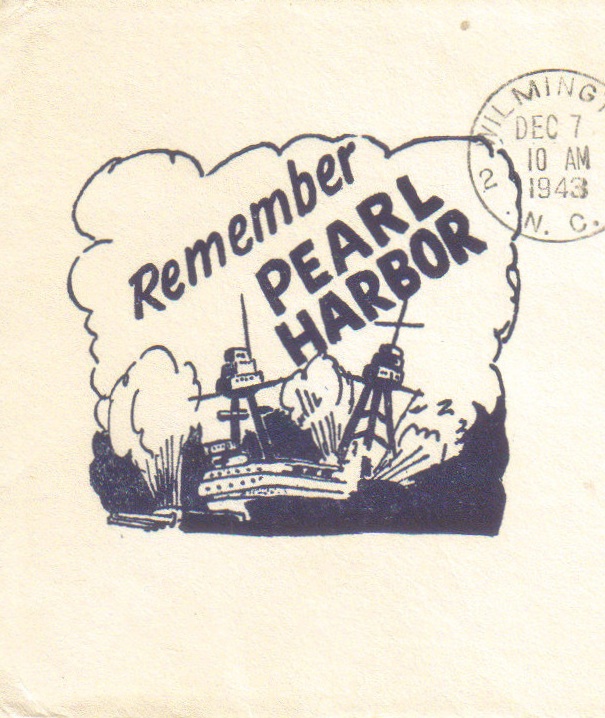 Remember
PEARL
HARBOR
WILMINGT
DEC 7
10 AM
1943
2
N. C.